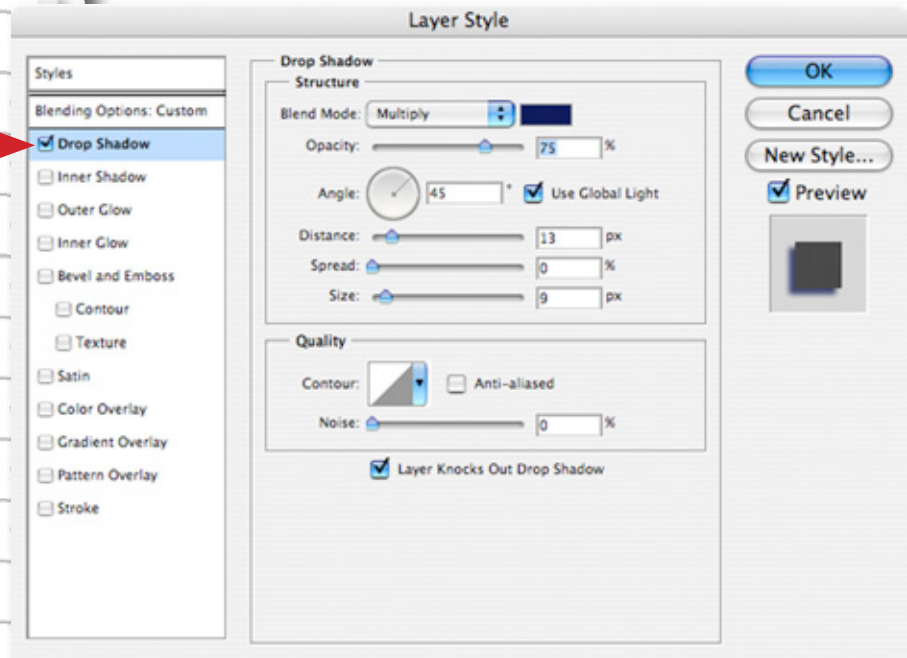 Layer Style
Styles
Blending Options: Custom
Drop Shadow
Inner Shadow
Outer Glow
Inner Glow
Bevel and Emboss
Contour
Texture
Satin
Color Overlay
Gradient Overlay
Pattern Overlay
Stroke
Drop Shadow
Structure
Blend Mode: Multiply
Opacity: 75 %
Angle: 45 ° Use Global Light
Distance: 13 px
Spread: 0 %
Size: 9 px
Quality
Contour: Anti-aliased
Noise: 0 %
Layer Knocks Out Drop Shadow
OK
Cancel
New Style...
Preview